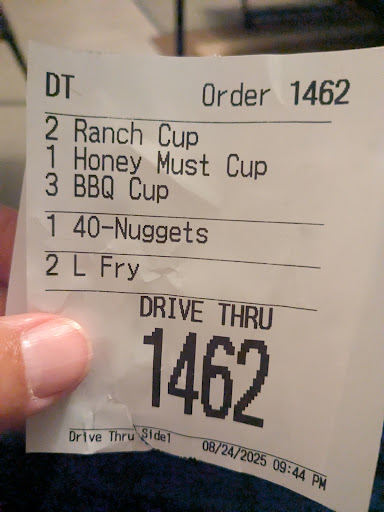 DT Order 1462
2 Ranch Cup
1 Honey Must Cup
3 BBQ Cup
1 40-Nuggets
2 L Fry
DRIVE THRU
1462
Drive Thru Side1 08/24/2025 09:44 PM